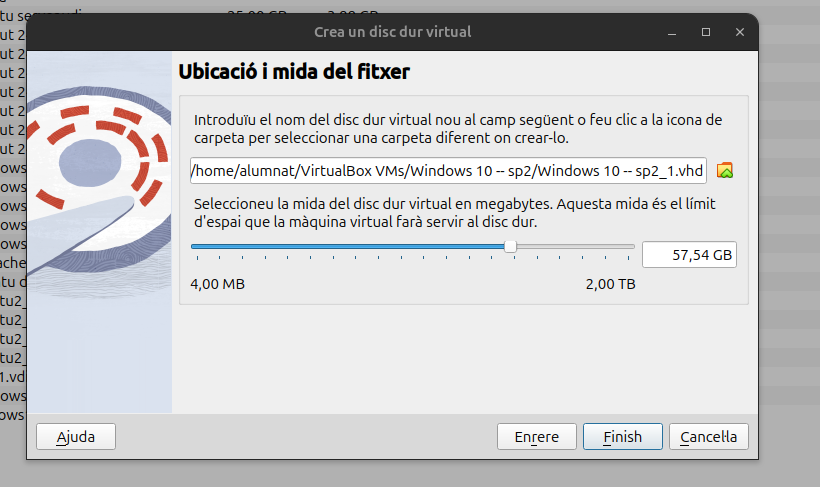 Crea un disc dur virtual
Ubicació i mida del fitxer
Introduïu el nom del disc dur virtual nou al camp següent o feu clic a la icona de
carpeta per seleccionar una carpeta diferent on crear-lo.
/home/alumnat/VirtualBox VMs/Windows 10 -- sp2/Windows 10 -- sp2_1.vhd
Seleccioneu la mida del disc dur virtual en megabytes. Aquesta mida és el límit
d'espai que la màquina virtual farà servir al disc dur.
57,54 GB
4,00 MB 2,00 TB
Ajuda Enrere Finish Cancel·la